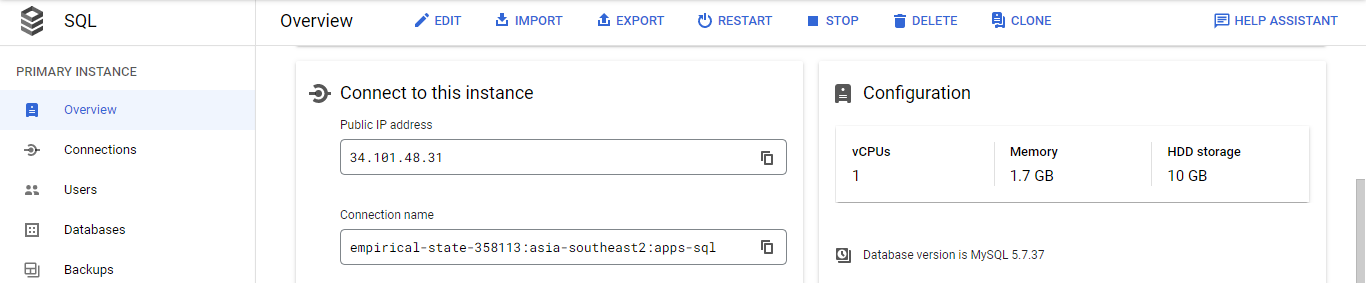 SQL
Overview
EDIT
IMPORT
EXPORT
RESTART
STOP
DELETE
CLONE
HELP ASSISTANT
PRIMARY INSTANCE
Overview
Connections
Users
Databases
Backups
Connect to this instance
Public IP address
34.101.48.31
Connection name
empirical-state-358113:asia-southeast2:apps-sql
Configuration
vCPUs
1
Memory
1.7 GB
HDD storage
10 GB
Database version is MySQL 5.7.37